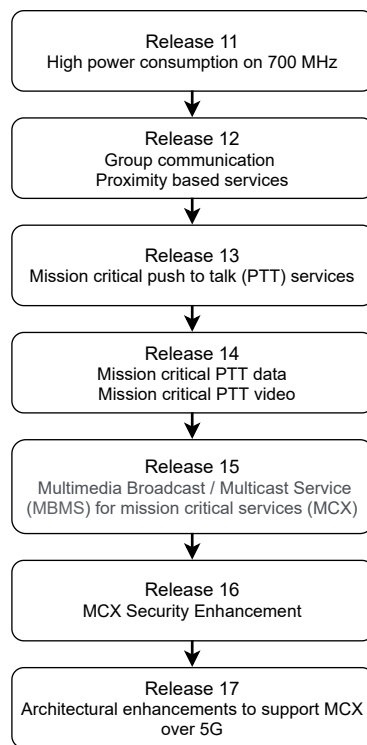 Release 11
High power consumption on 700 MHz
Release 12
Group communication
Proximity based services
Release 13
Mission critical push to talk (PTT) services
Release 14
Mission critical PTT data
Mission critical PTT video
Release 15
Multimedia Broadcast / Multicast Service
(MBMS) for mission critical services (MCX)
Release 16
MCX Security Enhancement
Release 17
Architectural enhancements to support MCX
over 5G